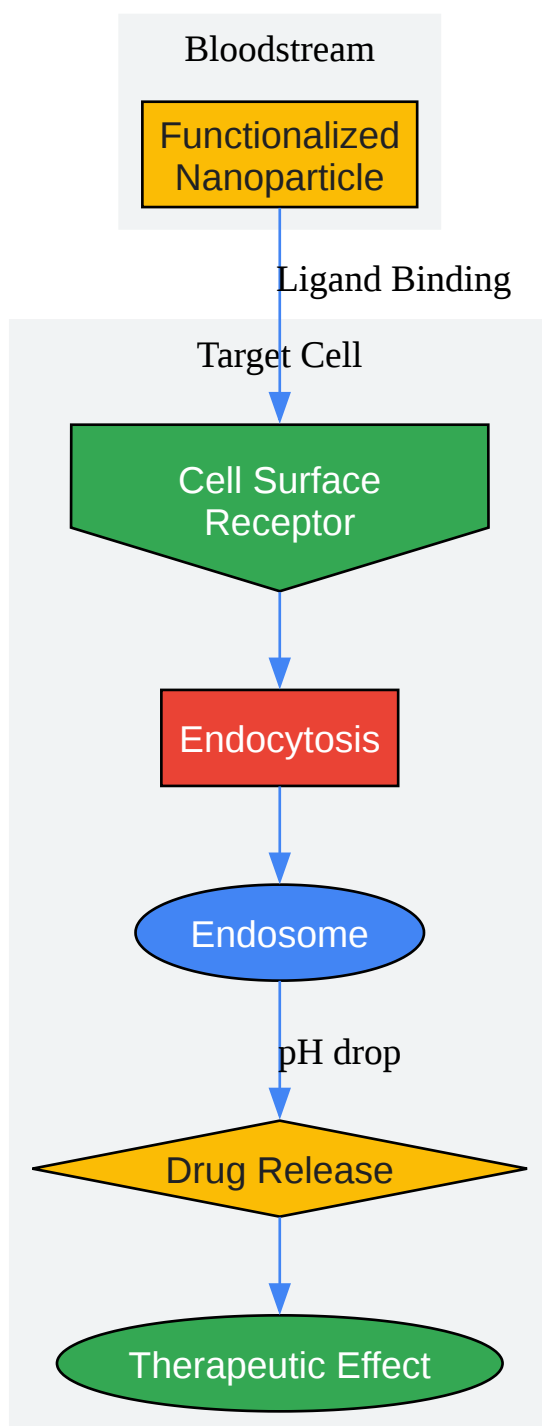 Bloodstream
Functionalized
Nanoparticle
Ligand Binding
Target Cell
Cell Surface
Receptor
Endocytosis
Endosome
pH drop
Drug Release
Therapeutic Effect